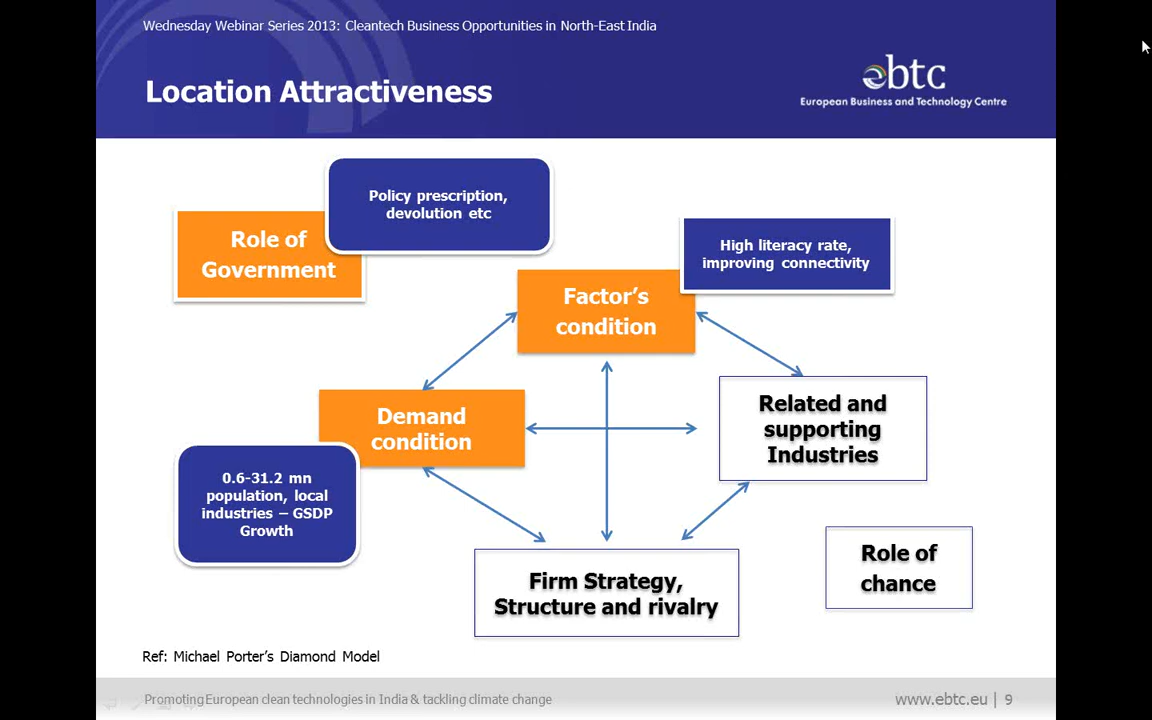 Wednesday Webinar Series 2013: Cleantech Business Opportunities in North-East India
Location Attractiveness
ebtc
European Business and Technology Centre
Policy prescription,
devolution etc
Role of
Government
High literacy rate,
improving connectivity
Factor's
condition
Demand
condition
Related and
supporting
Industries
0.6-31.2 mn
population, local
industries – GSDP
Growth
Firm Strategy,
Structure and rivalry
Role of
chance
Ref: Michael Porter's Diamond Model
Promoting European clean technologies in India & tackling climate change
www.ebtc.eu | 9